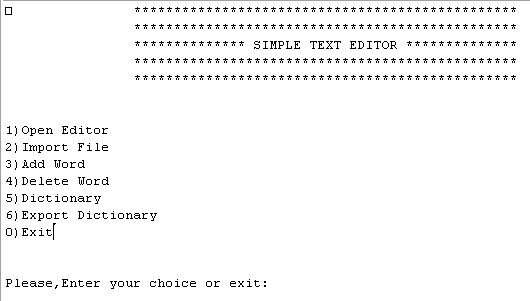 □ ***********************************************
***********************************************
************* SIMPLE TEXT EDITOR **************
***********************************************
***********************************************
1)Open Editor
2)Import File
3)Add Word
4)Delete Word
5)Dictionary
6)Export Dictionary
0)Exit
Please,Enter your choice or exit: